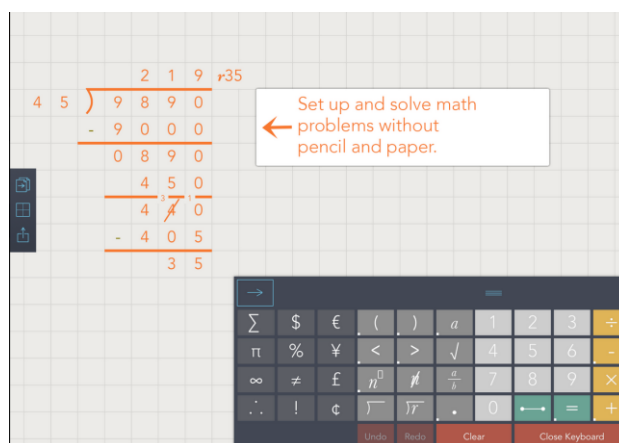 2 1 9 r35
4 5 ) 9 8 9 0
- 9 0 0 0
0 8 9 0
4 5 0
3 1
4 4 0
- 4 0 5
3 5
Set up and solve math
problems without
pencil and paper.
∑ $ € ( ) a 1 2 3 ÷
π % ¥ < > √ 4 5 6 -
∞ ≠ £ n▯ n a/b 7 8 9 ×
∴ ! ¢ r . 0 = +
Undo Redo Clear Close Keyboard